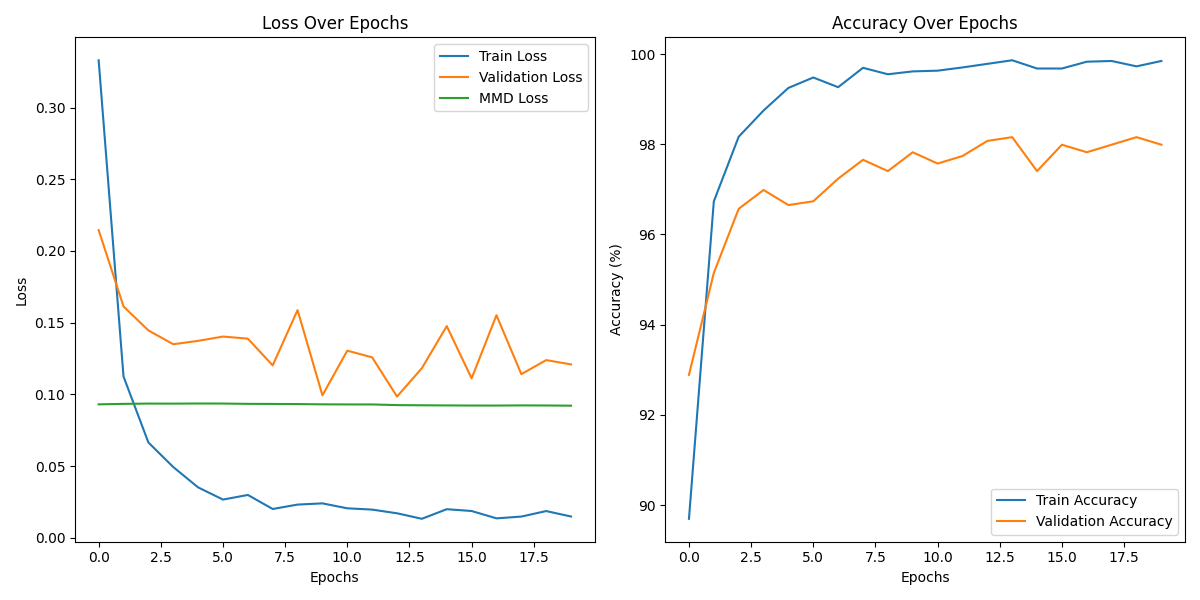 Loss Over Epochs
Train Loss
Validation Loss
MMD Loss
Loss
0.30
0.25
0.20
0.15
0.10
0.05
0.00
0.0 2.5 5.0 7.5 10.0 12.5 15.0 17.5
Epochs
Accuracy Over Epochs
Accuracy (%)
100
98
96
94
92
90
Train Accuracy
Validation Accuracy
0.0 2.5 5.0 7.5 10.0 12.5 15.0 17.5
Epochs